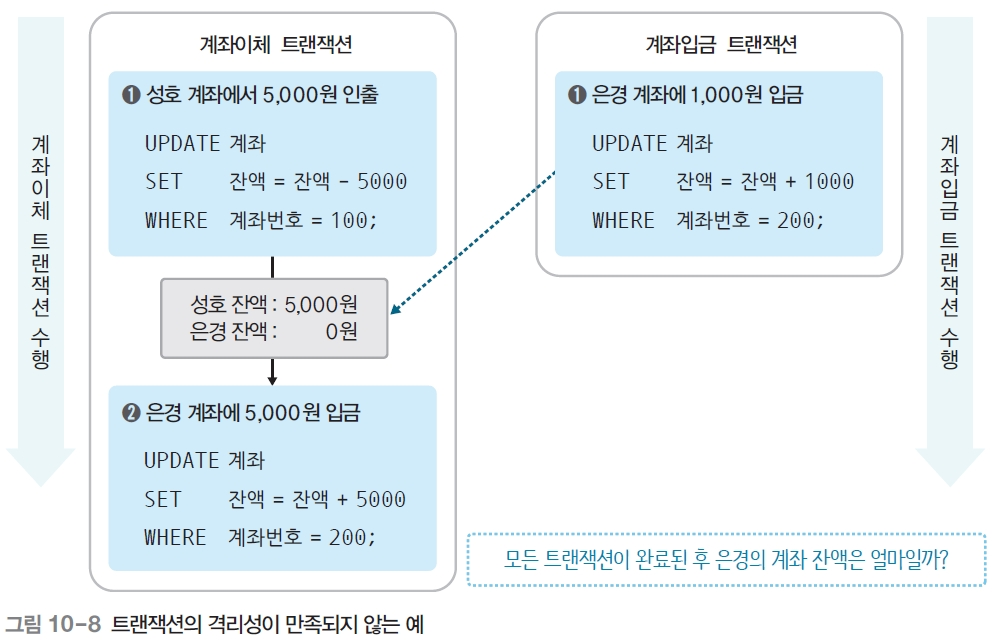 계좌이체 트랜잭션 수행
계좌이체 트랜잭션
❶ 성호 계좌에서 5,000원 인출
UPDATE 계좌
SET 잔액 = 잔액 - 5000
WHERE 계좌번호 = 100;
성호 잔액 : 5,000원
은경 잔액 : 0원
❷ 은경 계좌에 5,000원 입금
UPDATE 계좌
SET 잔액 = 잔액 + 5000
WHERE 계좌번호 = 200;
계좌입금 트랜잭션
❶ 은경 계좌에 1,000원 입금
UPDATE 계좌
SET 잔액 = 잔액 + 1000
WHERE 계좌번호 = 200;
계좌입금 트랜잭션 수행
모든 트랜잭션이 완료된 후 은경의 계좌 잔액은 얼마일까?
그림 10-8 트랜잭션의 격리성이 만족되지 않는 예